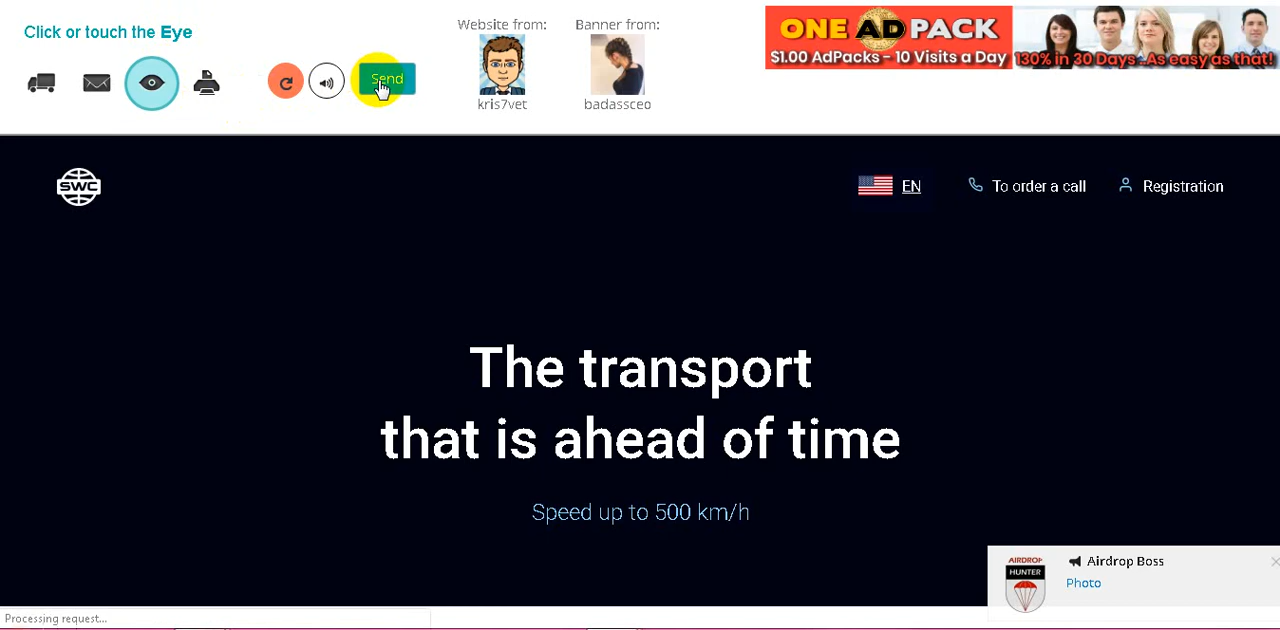 Click or touch the Eye
Send
Website from:
kris7vet
Banner from:
badassceo
ONE AD PACK
$1.00 AdPacks - 10 Visits a Day
130% in 30 Days...As easy as that!
SWC
EN
To order a call
Registration
The transport
that is ahead of time
Speed up to 500 km/h
AIRDROP
HUNTER
Airdrop Boss
Photo
Processing request...